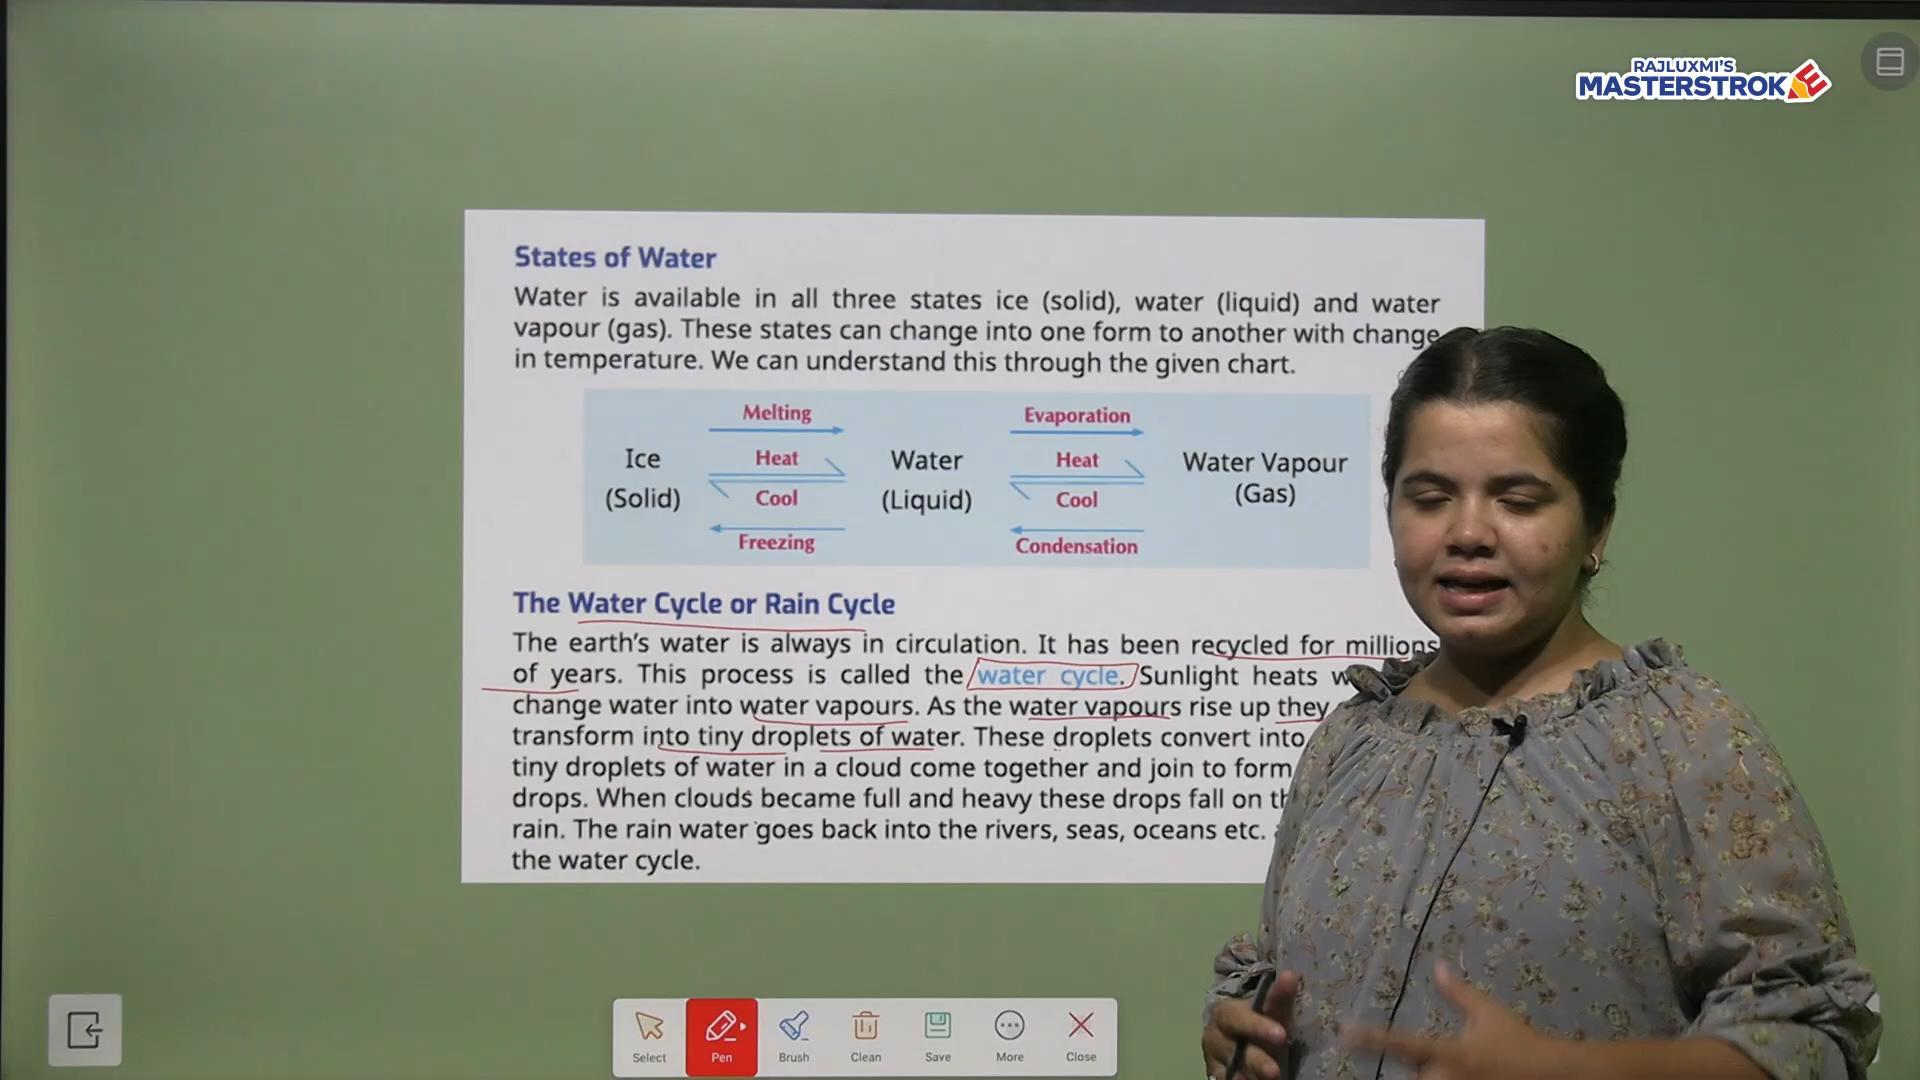 RAJLUXMI'S
MASTERSTROKE
States of Water
Water is available in all three states ice (solid), water (liquid) and water
vapour (gas). These states can change into one form to another with change
in temperature. We can understand this through the given chart.
Melting
Evaporation
Ice
Heat
Water
Heat
Water Vapour
(Solid)
Cool
(Liquid)
Cool
(Gas)
Freezing
Condensation
The Water Cycle or Rain Cycle
The earth's water is always in circulation. It has been recycled for millions
of years. This process is called the water cycle. Sunlight heats
change water into water vapours. As the water vapours rise up they
transform into tiny droplets of water. These droplets convert into
tiny droplets of water in a cloud come together and join to form
drops. When clouds became full and heavy these drops fall on
rain. The rain water goes back into the rivers, seas, oceans etc.
the water cycle.
Select
Pen
Brush
Clean
Save
More
Close